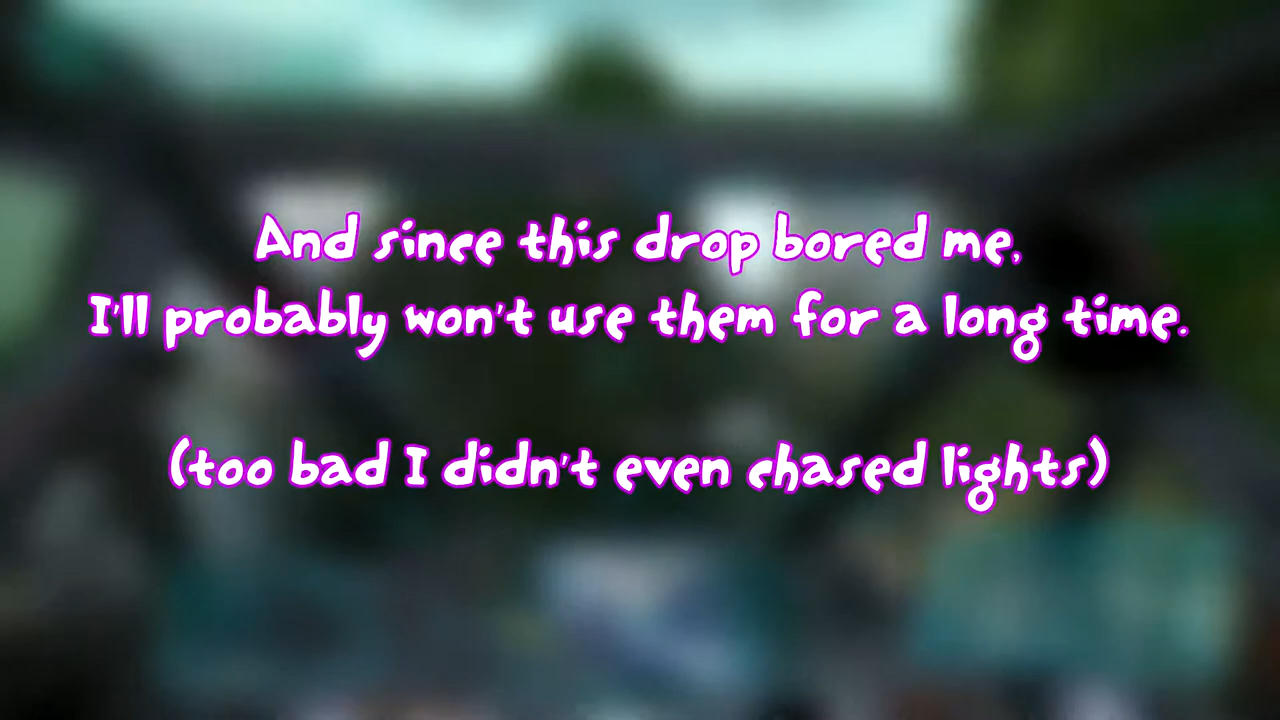 And since this drop bored me,
I'll probably won't use them for a long time.
(too bad I didn't even chased lights)